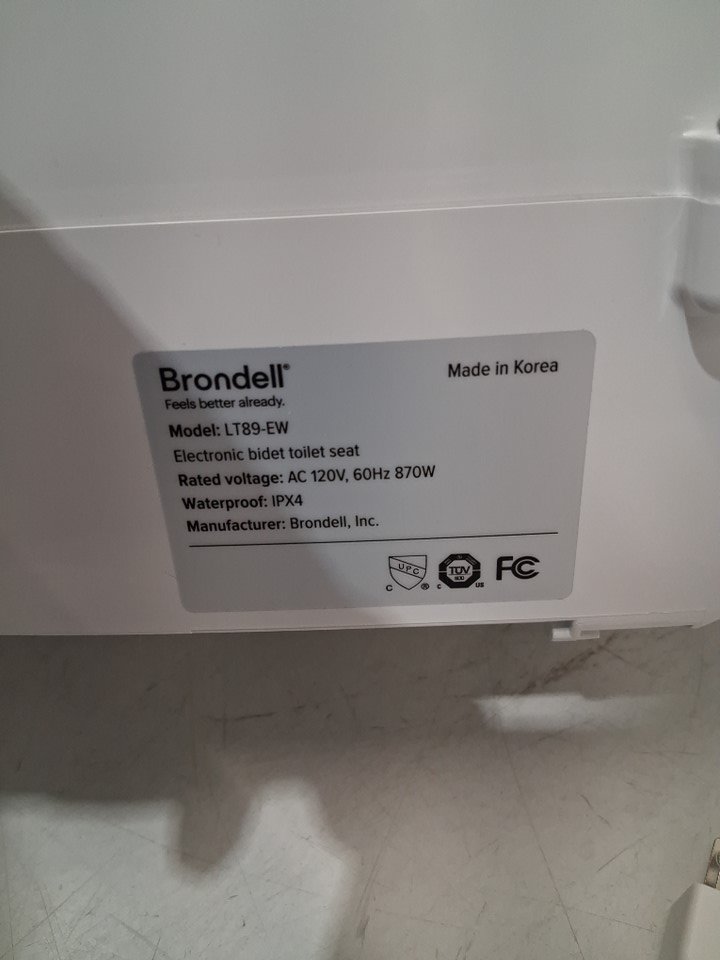 Brondell®
Feels better already.
Made in Korea
Model: LT89-EW
Electronic bidet toilet seat
Rated voltage: AC 120V, 60Hz 870W
Waterproof: IPX4
Manufacturer: Brondell, Inc.
C UPC ® C TÜV US FC